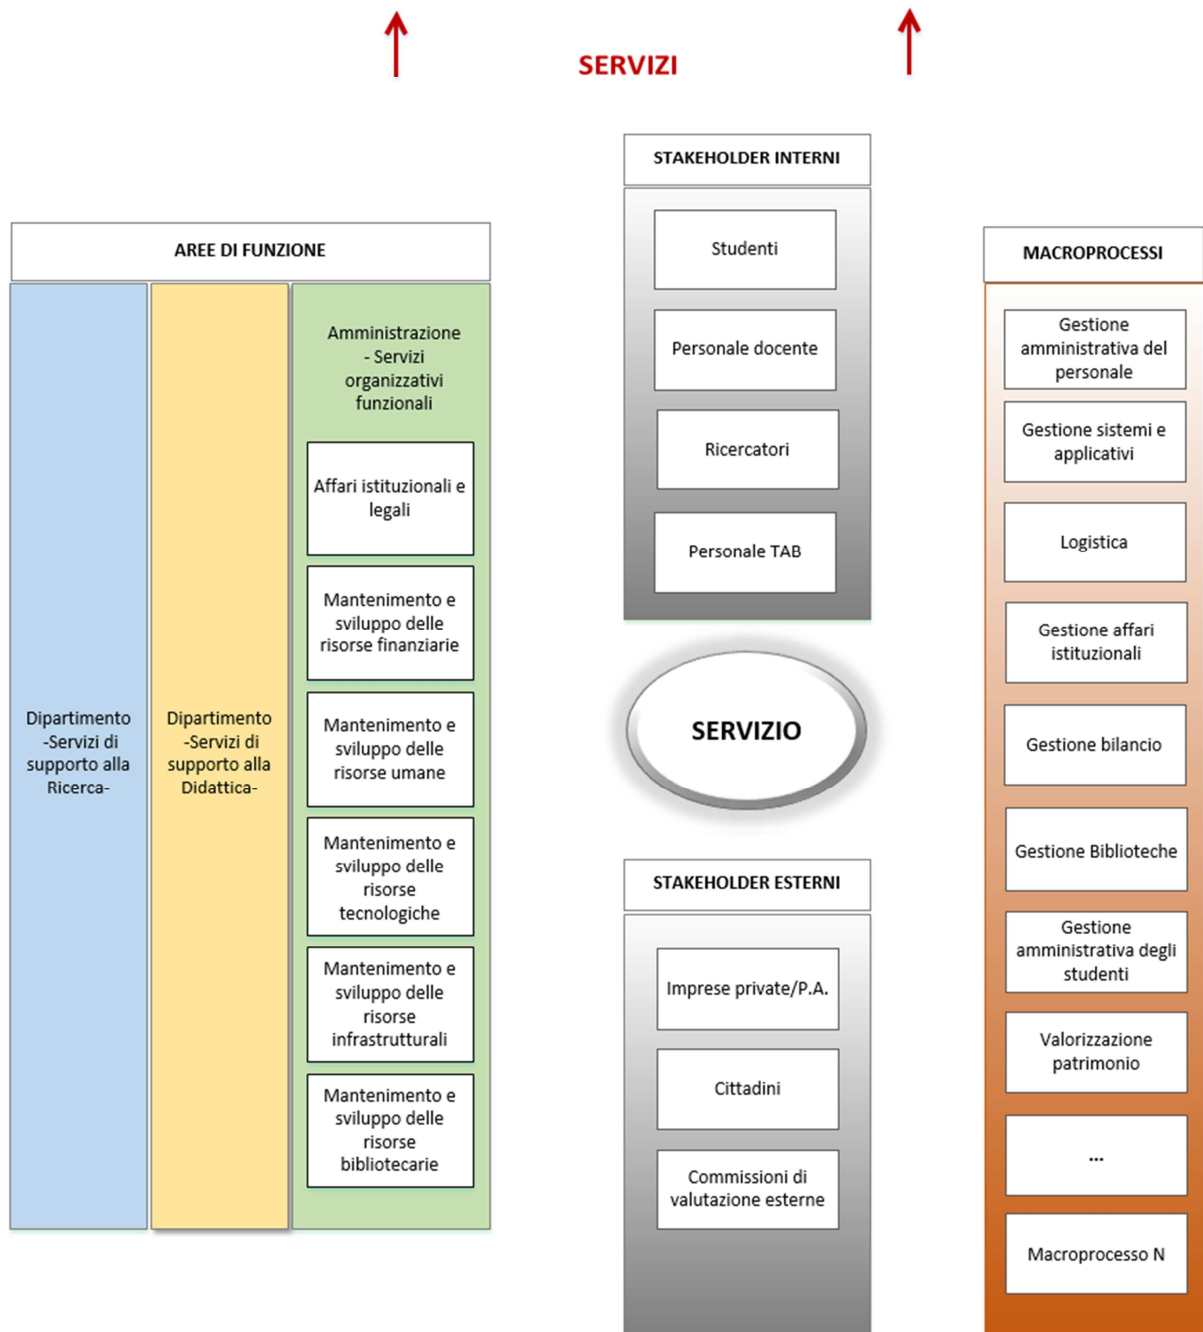 SERVIZI
AREE DI FUNZIONE
Dipartimento
-Servizi di
supporto alla
Ricerca-
Dipartimento
-Servizi di
supporto alla
Didattica-
Amministrazione
- Servizi
organizzativi
funzionali
Affari istituzionali e
legali
Mantenimento e
sviluppo delle
risorse finanziarie
Mantenimento e
sviluppo delle
risorse umane
Mantenimento e
sviluppo delle
risorse
tecnologiche
Mantenimento e
sviluppo delle
risorse
infrastrutturali
Mantenimento e
sviluppo delle
risorse
bibliotecarie
STAKEHOLDER INTERNI
Studenti
Personale docente
Ricercatori
Personale TAB
SERVIZIO
STAKEHOLDER ESTERNI
Imprese private/P.A.
Cittadini
Commissioni di
valutazione esterne
MACROPROCESSI
Gestione
amministrativa del
personale
Gestione sistemi e
applicativi
Logistica
Gestione affari
istituzionali
Gestione bilancio
Gestione Biblioteche
Gestione
amministrativa degli
studenti
Valorizzazione
patrimonio
...
Macroprocesso N